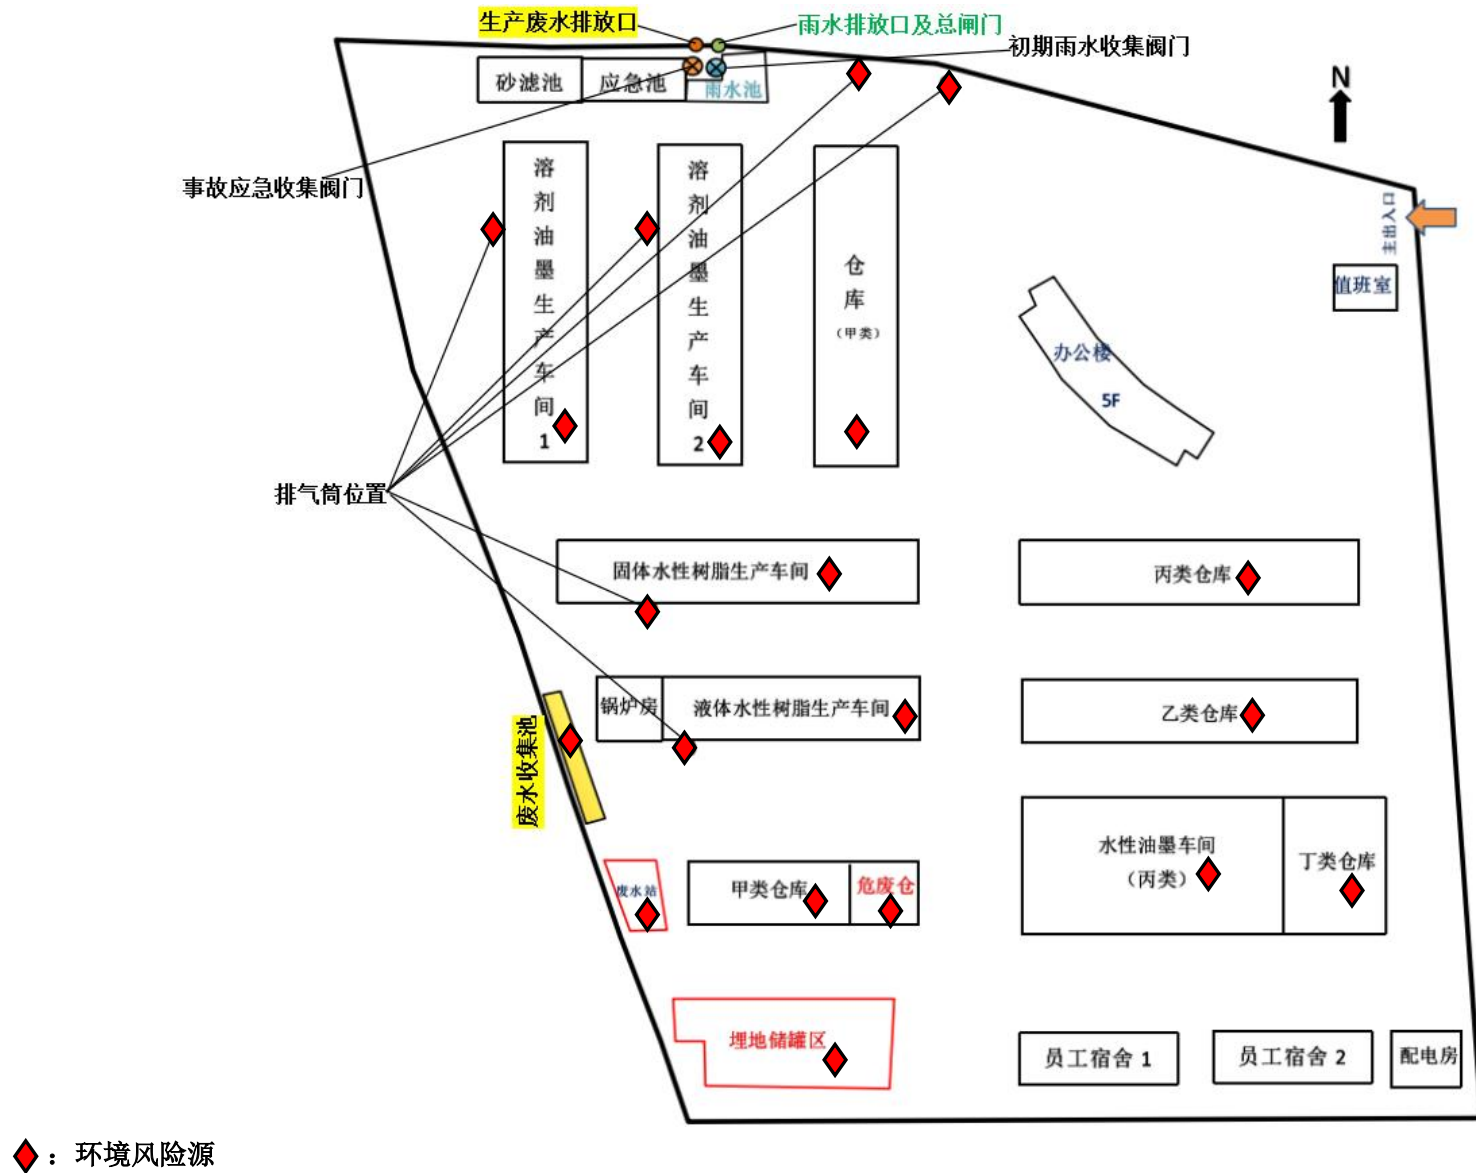 生产废水排放口
雨水排放口及总闸门
初期雨水收集阀门
砂滤池
应急池
雨水池
N
事故应急收集阀门
溶剂油墨生产车间1
溶剂油墨生产车间2
仓库
（甲类）
主出入口
值班室
办公楼
5F
排气筒位置
固体水性树脂生产车间
丙类仓库
锅炉房
液体水性树脂生产车间
乙类仓库
废水收集池
水性油墨车间
（丙类）
丁类仓库
废水站
甲类仓库
危废仓
埋地储罐区
员工宿舍 1
员工宿舍 2
配电房
：环境风险源